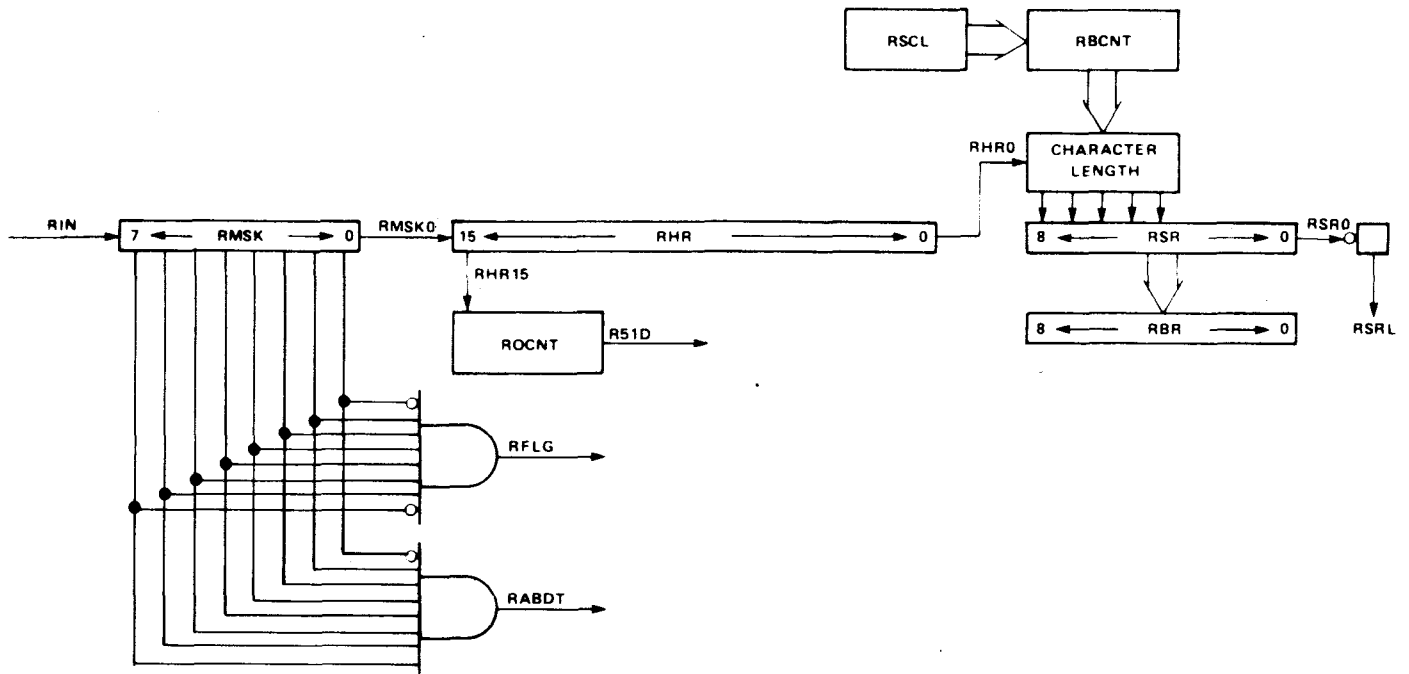 RSCL
RBCNT
RHR0
CHARACTER
LENGTH
RIN
7 RMSK 0
RMSK0
15 RHR 0
8 RSR 0
RSR0
RHR15
ROCNT
R51D
8 RBR 0
RSRL
RFLG
RABDT